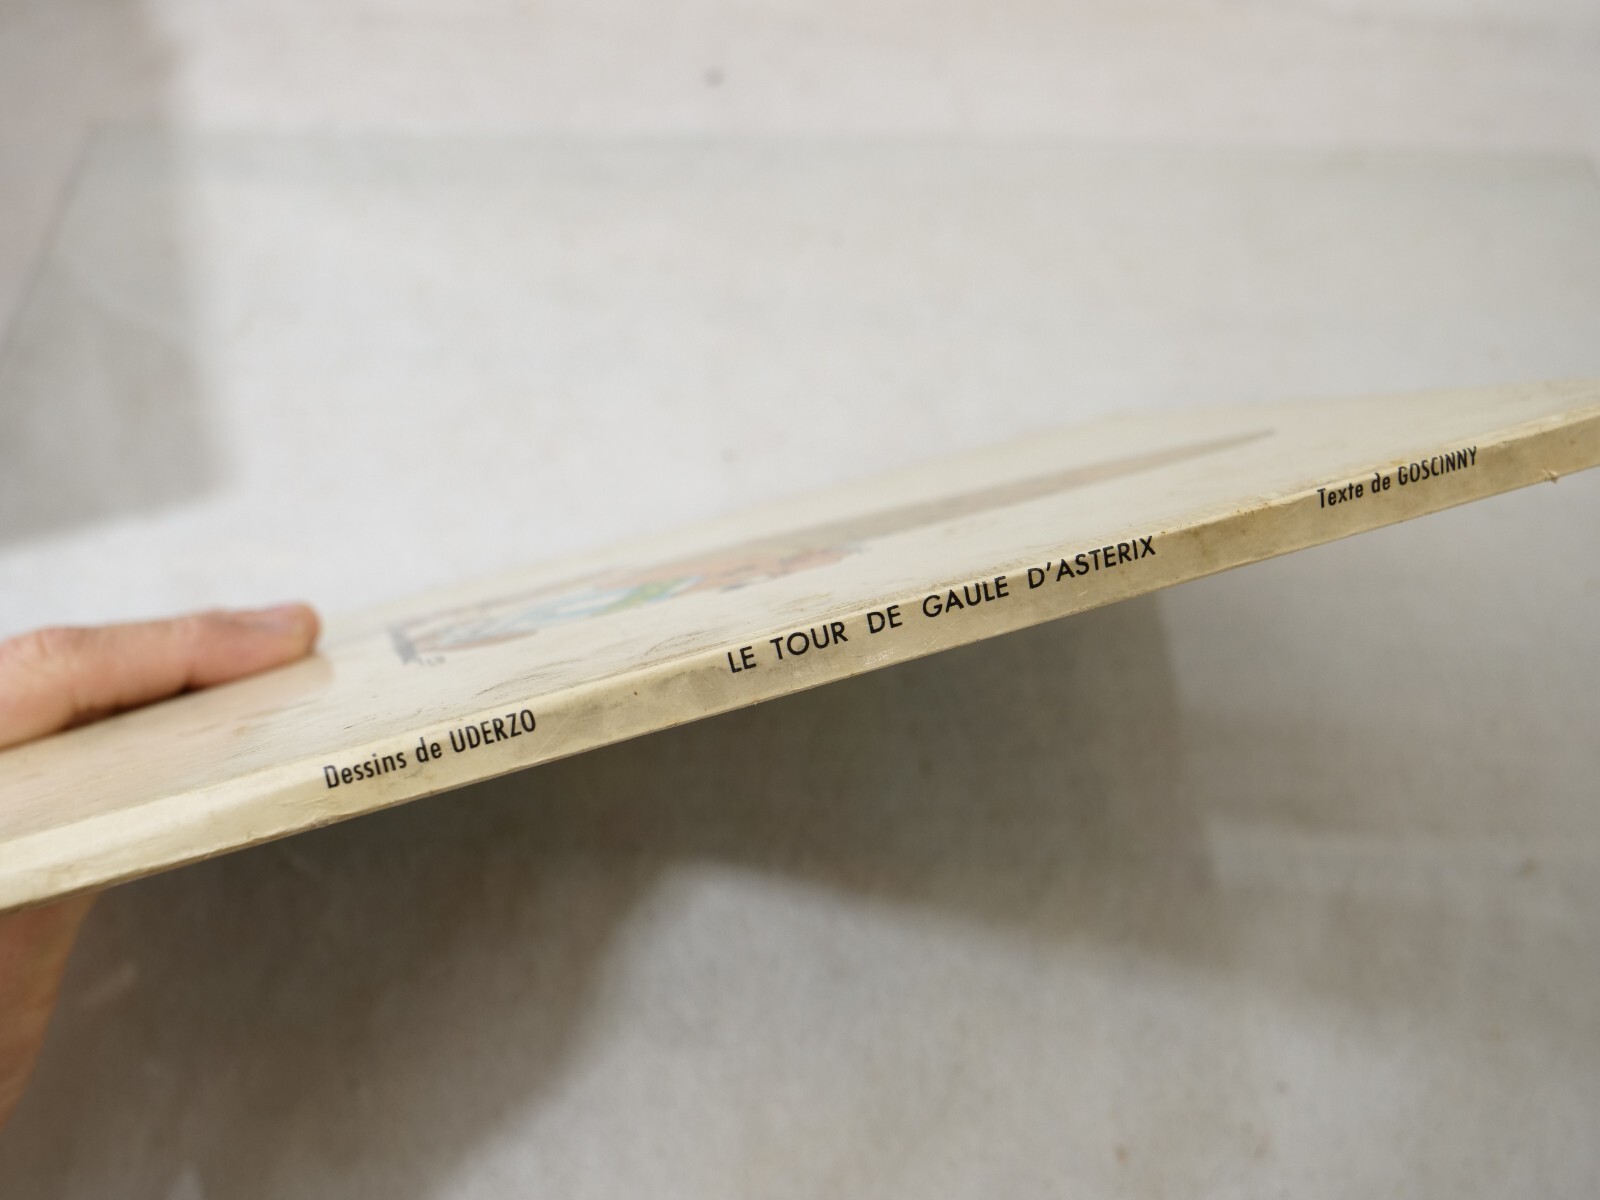 Dessins de UDERZO
LE TOUR DE GAULE D'ASTERIX
Texte de GOSCINNY